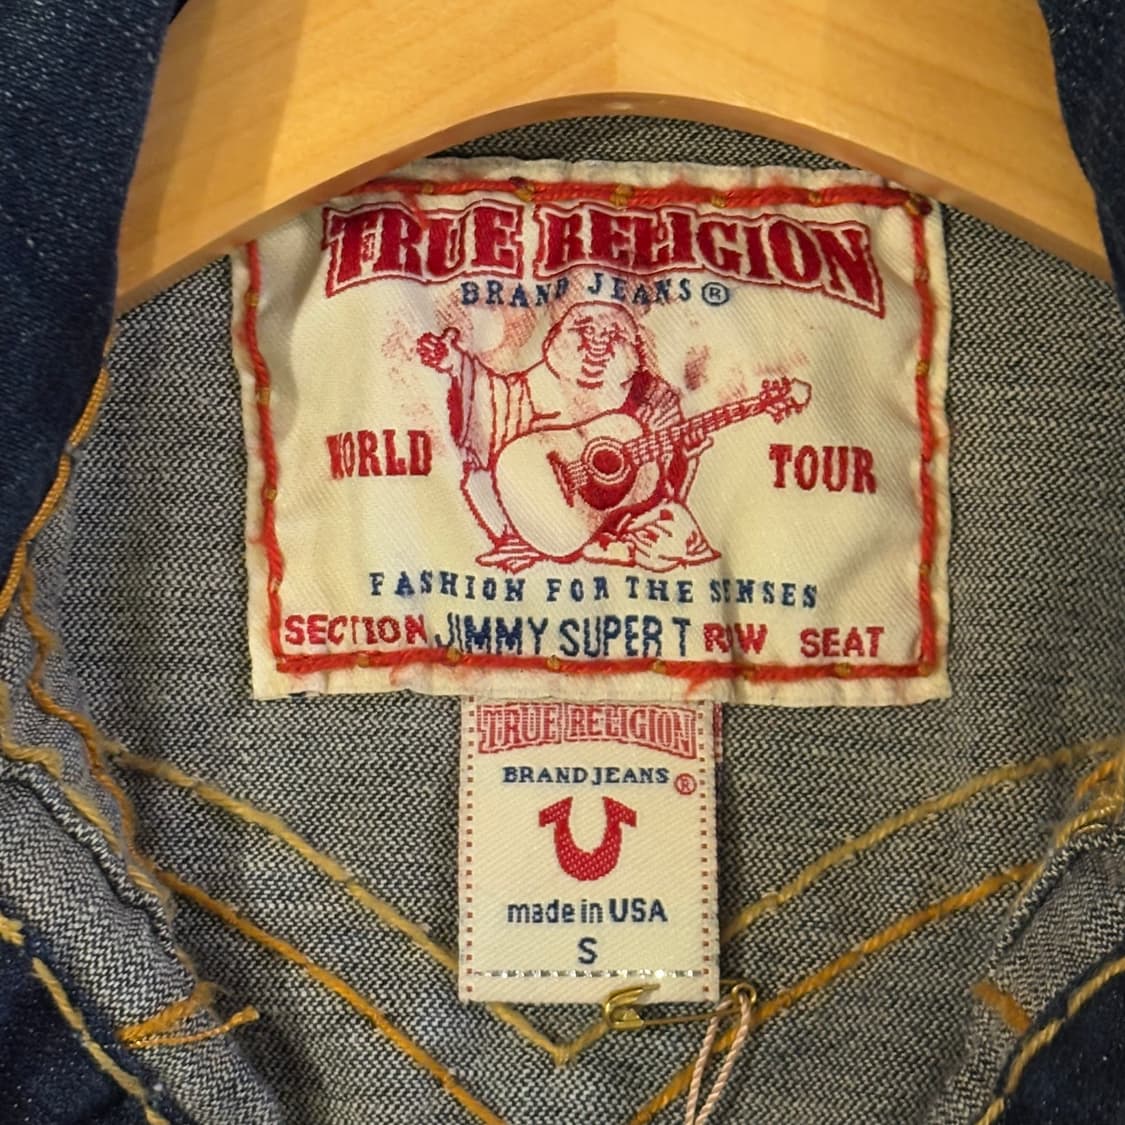 TRUE RELIGION
BRAND JEANS®
WORLD TOUR
FASHION FOR THE SENSES
SECTION JIMMY SUPER T ROW SEAT
TRUE RELIGION
BRAND JEANS®
made in USA
S